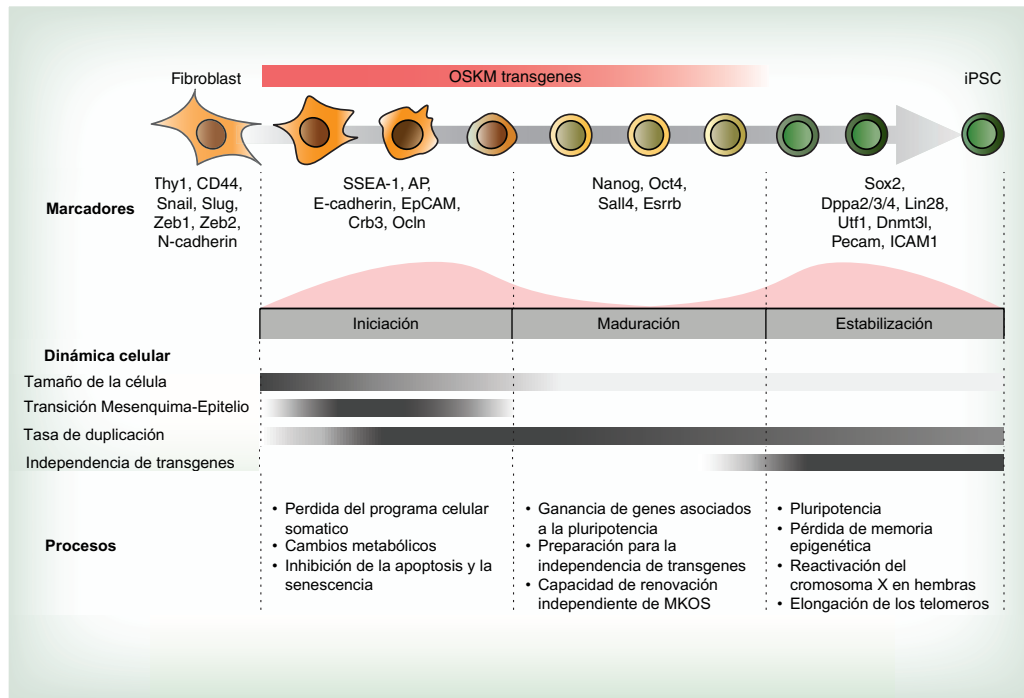 Fibroblast
OSKM transgenes
iPSC
Marcadores
Thy1, CD44,
Snail, Slug,
Zeb1, Zeb2,
N-cadherin
SSEA-1, AP,
E-cadherin, EpCAM,
Crb3, Ocln
Nanog, Oct4,
Sall4, Esrrb
Sox2,
Dppa2/3/4, Lin28,
Utf1, Dnmt3l,
Pecam, ICAM1
Iniciación
Maduración
Estabilización
Dinámica celular
Tamaño de la célula
Transición Mesenquima-Epitelio
Tasa de duplicación
Independencia de transgenes
Procesos
• Perdida del programa celular
somatico
• Cambios metabólicos
• Inhibición de la apoptosis y la
senescencia
• Ganancia de genes asociados
a la pluripotencia
• Preparación para la
independencia de transgenes
• Capacidad de renovación
independiente de MKOS
• Pluripotencia
• Pérdida de memoria
epigenética
• Reactivación del
cromosoma X en hembras
• Elongación de los telomeros